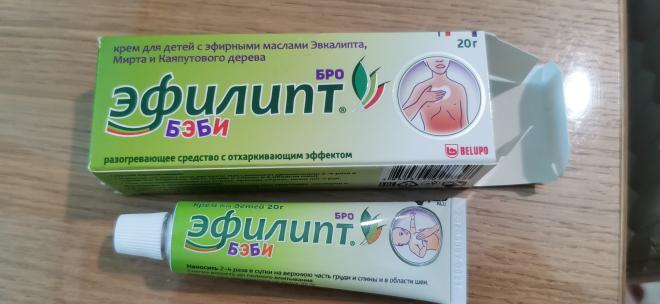 крем для детей с эфирными маслами Эвкалипта,
Мирта и Каяпутового дерева
20 г
БРО
ЭФИЛИПТ®
БЭБИ
разогревающее средство с отхаркивающим эффектом
BELUPO
Крем для детей 20г
БРО
ЭФИЛИПТ®
БЭБИ
Наносить 2-4 раза в сутки на верхнюю часть груди и спины и в области шеи,